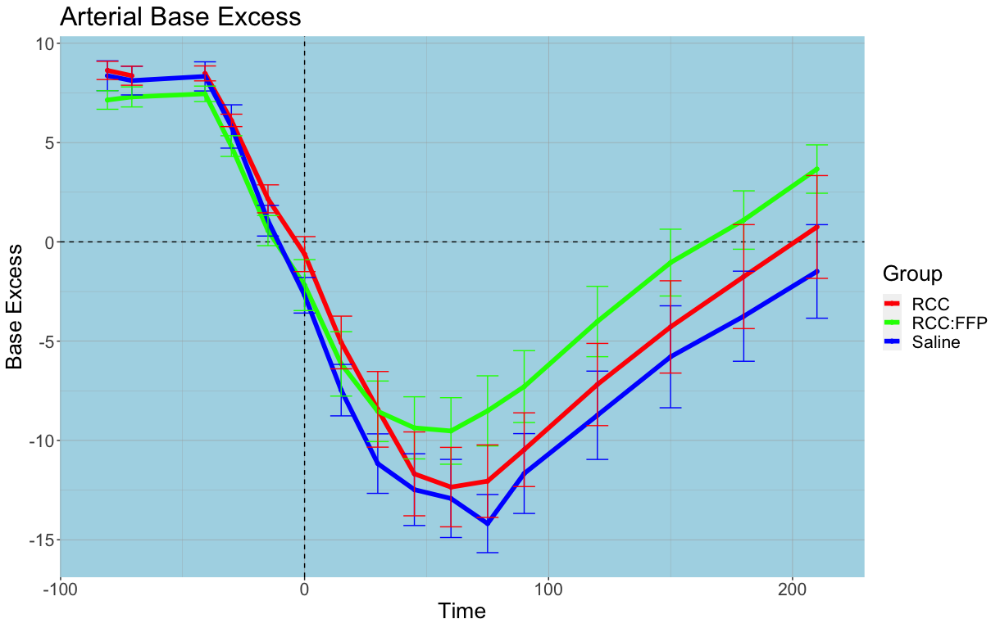 Arterial Base Excess
10
5
0
-5
-10
-15
Base Excess
-100
0
100
200
Time
Group
RCC
RCC:FFP
Saline